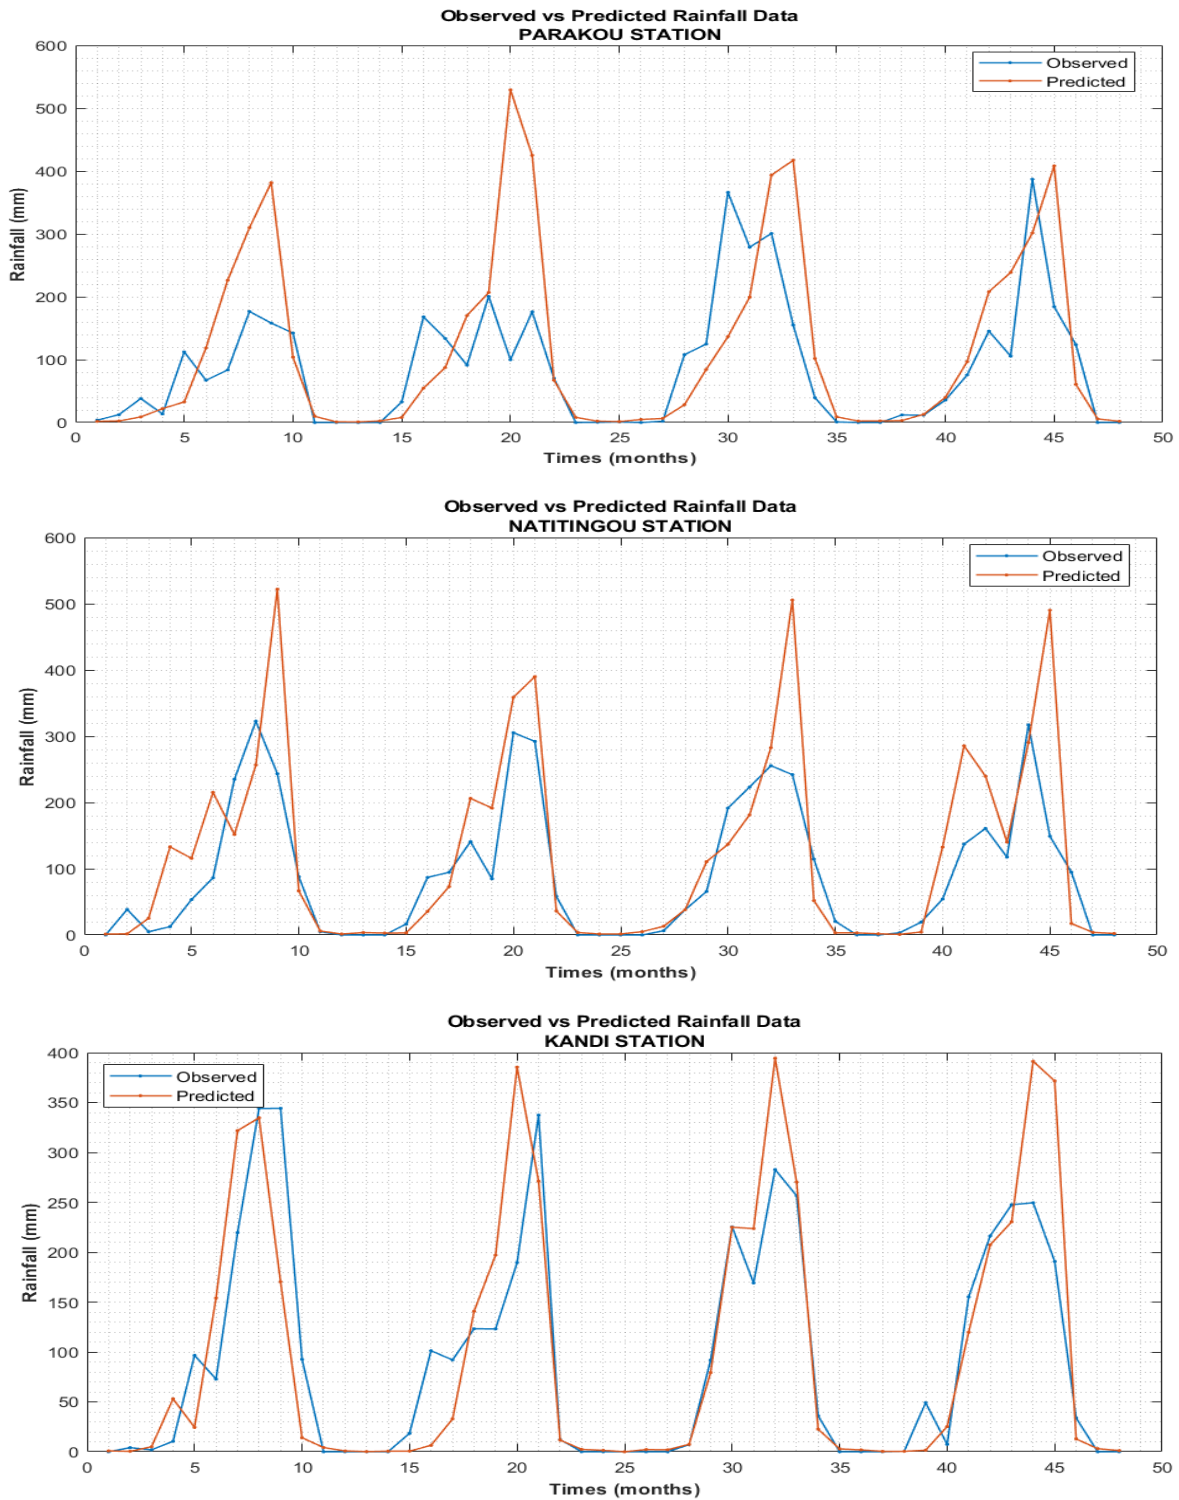 Observed vs Predicted Rainfall Data
PARAKOU STATION
600
500
400
300
200
100
0
Rainfall (mm)
Observed
Predicted
0 5 10 15 20 25 30 35 40 45 50
Times (months)
Observed vs Predicted Rainfall Data
NATITINGOU STATION
600
500
400
300
200
100
0
Rainfall (mm)
Observed
Predicted
0 5 10 15 20 25 30 35 40 45 50
Times (months)
Observed vs Predicted Rainfall Data
KANDI STATION
400
350
300
250
200
150
100
50
0
Rainfall (mm)
Observed
Predicted
0 5 10 15 20 25 30 35 40 45 50
Times (months)